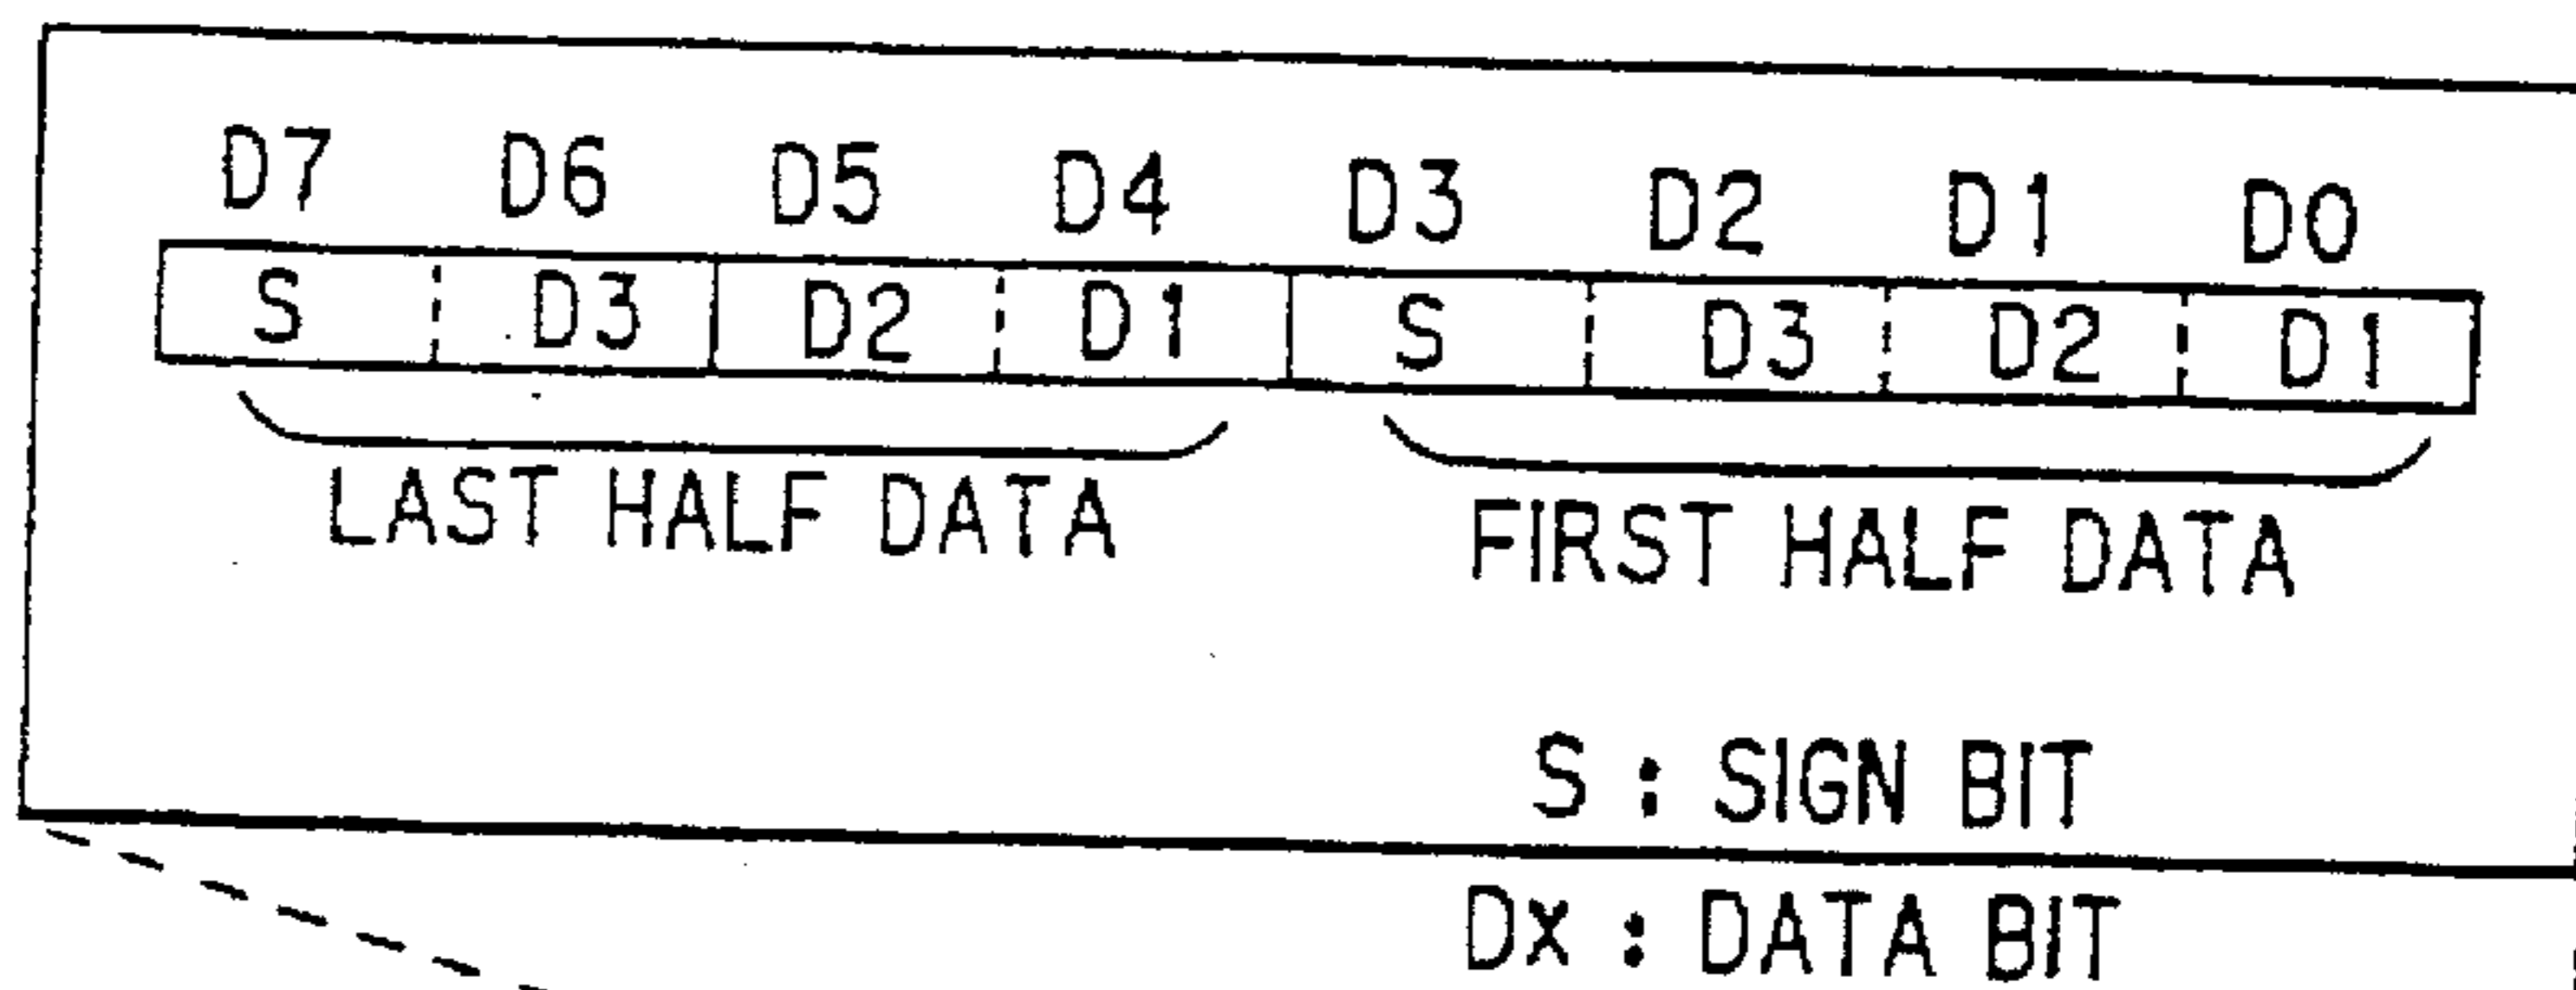 D7 D6 D5 D4 D3 D2 D1 D0
S D3 D2 D1 S D3 D2 D1
LAST HALF DATA FIRST HALF DATA
S : SIGN BIT
Dx : DATA BIT